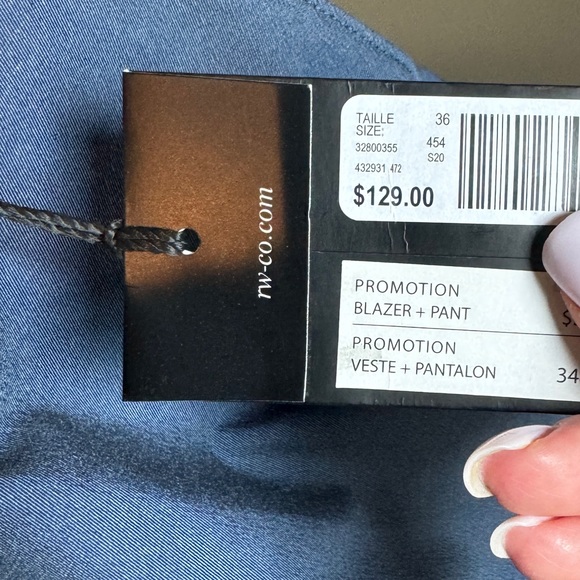 TAILLE 36
SIZE:
32800355 454
S20
432931 472
$129.00
rw-co.com
PROMOTION
BLAZER + PANT
PROMOTION
VESTE + PANTALON 34